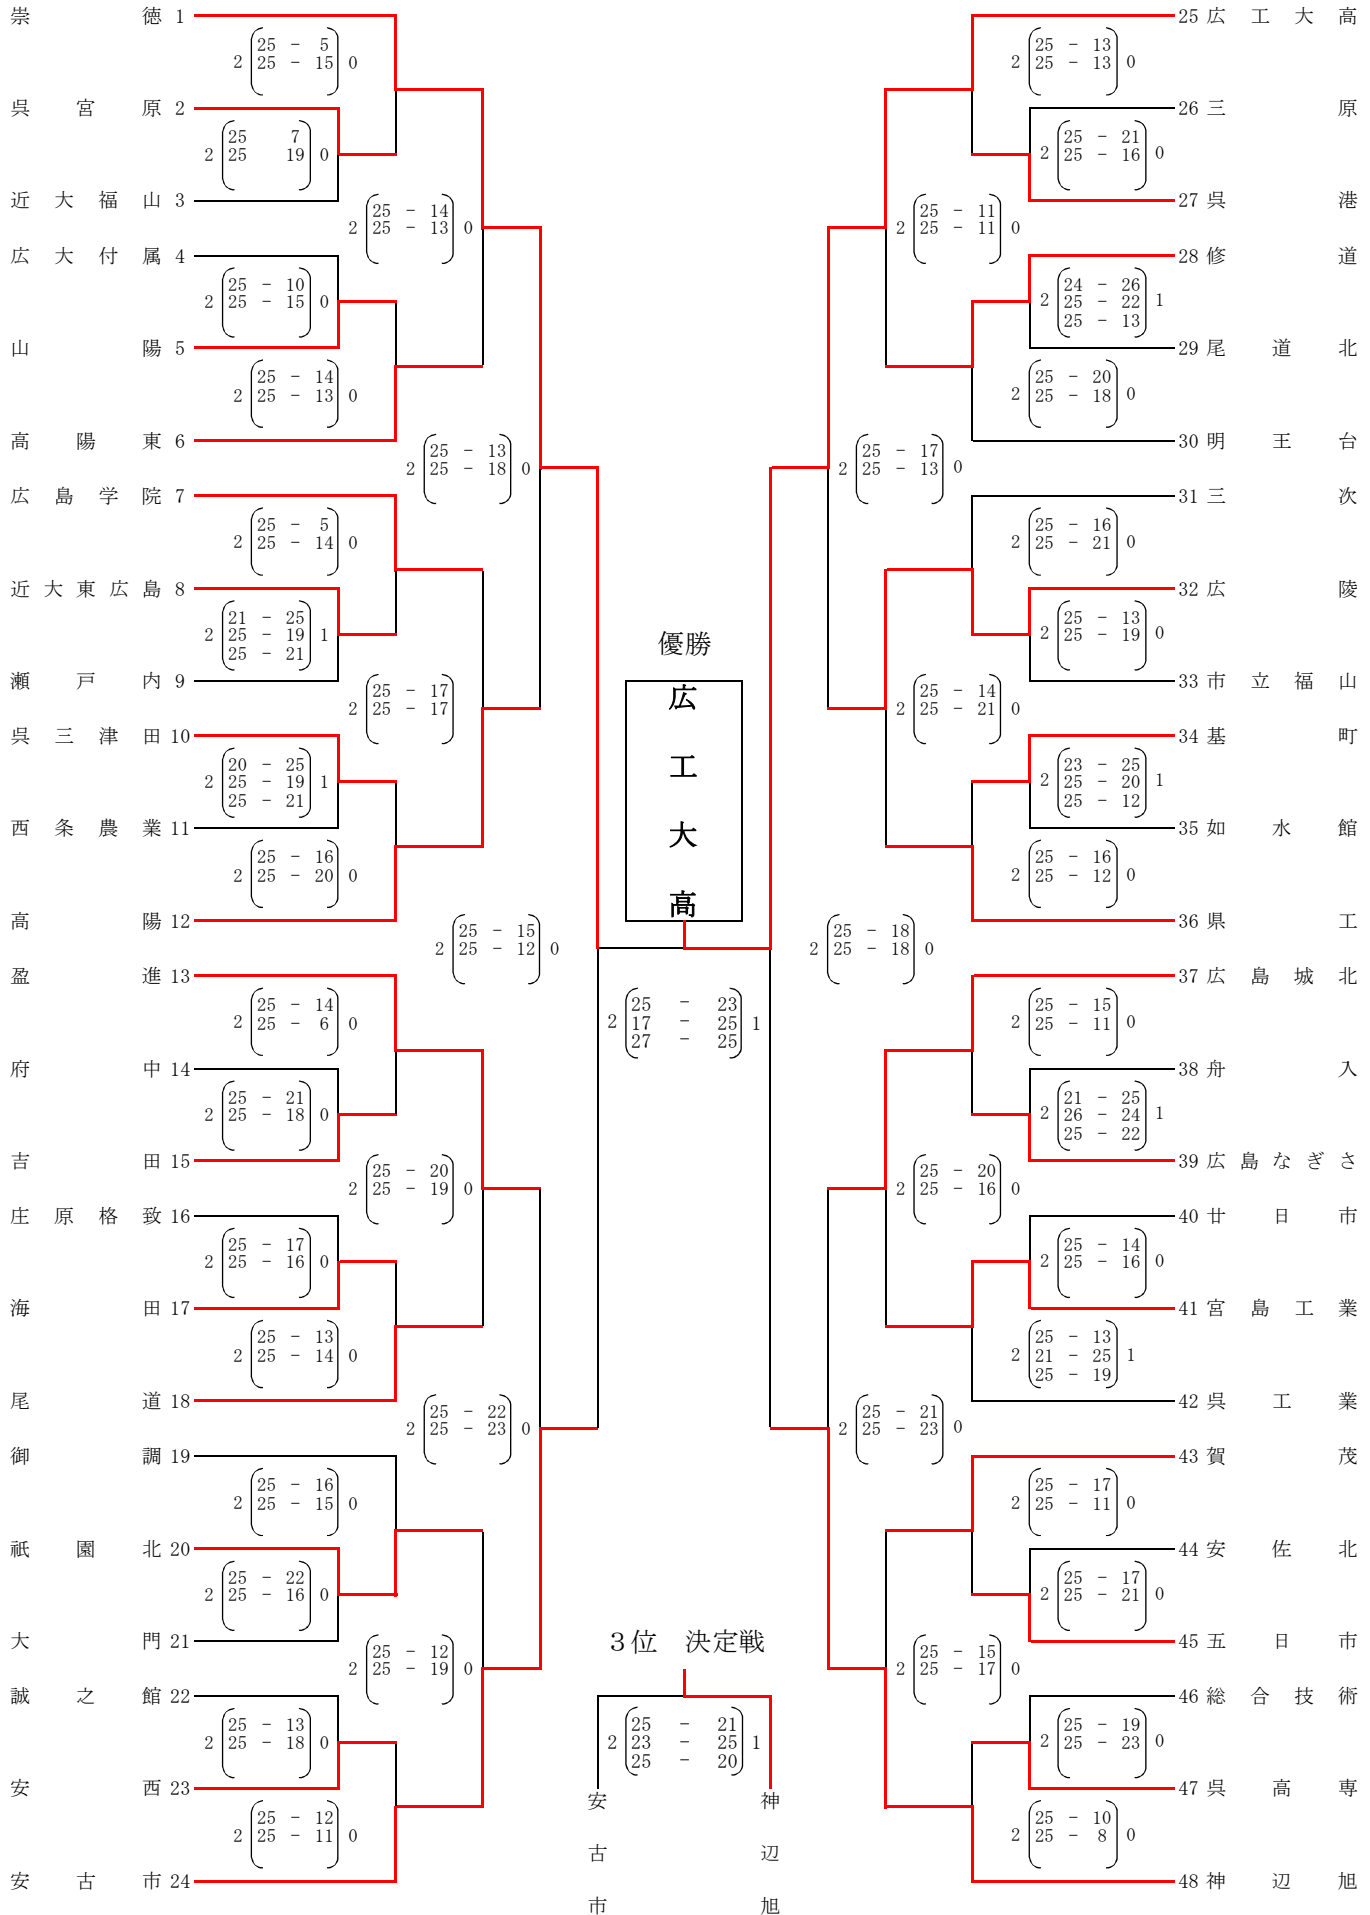 崇徳 1
2 25 － 5 0
25 － 15
呉宮原 2
2 25 7 0
25 19
近大福山 3
2 25 － 14 0
25 － 13
広大付属 4
2 25 － 10 0
25 － 15
山陽 5
2 25 － 14 0
25 － 13
高陽東 6
2 25 － 13 0
25 － 18
広島学院 7
2 25 － 5 0
25 － 14
近大東広島 8
2 21 － 25 1
25 － 19
25 － 21
瀬戸内 9
2 25 － 17
25 － 17
呉三津田 10
2 20 － 25 1
25 － 19
25 － 21
西条農業 11
2 25 － 16 0
25 － 20
高陽 12
2 25 － 15 0
25 － 12
盈進 13
2 25 － 14 0
25 － 6
府中 14
2 25 － 21 0
25 － 18
吉田 15
2 25 － 20 0
25 － 19
庄原格致 16
2 25 － 17 0
25 － 16
海田 17
2 25 － 13 0
25 － 14
尾道 18
2 25 － 22 0
25 － 23
御調 19
2 25 － 16 0
25 － 15
祇園北 20
2 25 － 22 0
25 － 16
大門 21
2 25 － 12 0
25 － 19
誠之館 22
2 25 － 13 0
25 － 18
安西 23
2 25 － 12 0
25 － 11
安古市 24
優勝
広工大高
2 25 － 23 1
17 － 25
27 － 25
３位　決定戦
2 25 － 21 1
23 － 25
25 － 20
安古市
神辺旭
25 広工大高
2 25 － 13 0
25 － 13
26 三原
2 25 － 21 0
25 － 16
27 呉港
2 25 － 11 0
25 － 11
28 修道
2 24 － 26 1
25 － 22
25 － 13
29 尾道北
2 25 － 20 0
25 － 18
30 明王台
2 25 － 17 0
25 － 13
31 三次
2 25 － 16 0
25 － 21
32 広陵
2 25 － 13 0
25 － 19
33 市立福山
2 25 － 14 0
25 － 21
34 基町
2 23 － 25 1
25 － 20
25 － 12
35 如水館
2 25 － 16 0
25 － 12
36 県工
2 25 － 18 0
25 － 18
37 広島城北
2 25 － 15 0
25 － 11
38 舟入
2 21 － 25 1
26 － 24
25 － 22
39 広島なぎさ
2 25 － 20 0
25 － 16
40 廿日市
2 25 － 14 0
25 － 16
41 宮島工業
2 25 － 13 1
21 － 25
25 － 19
42 呉工業
2 25 － 21 0
25 － 23
43 賀茂
2 25 － 17 0
25 － 11
44 安佐北
2 25 － 17 0
25 － 21
45 五日市
2 25 － 15 0
25 － 17
46 総合技術
2 25 － 19 0
25 － 23
47 呉高専
2 25 － 10 0
25 － 8
48 神辺旭